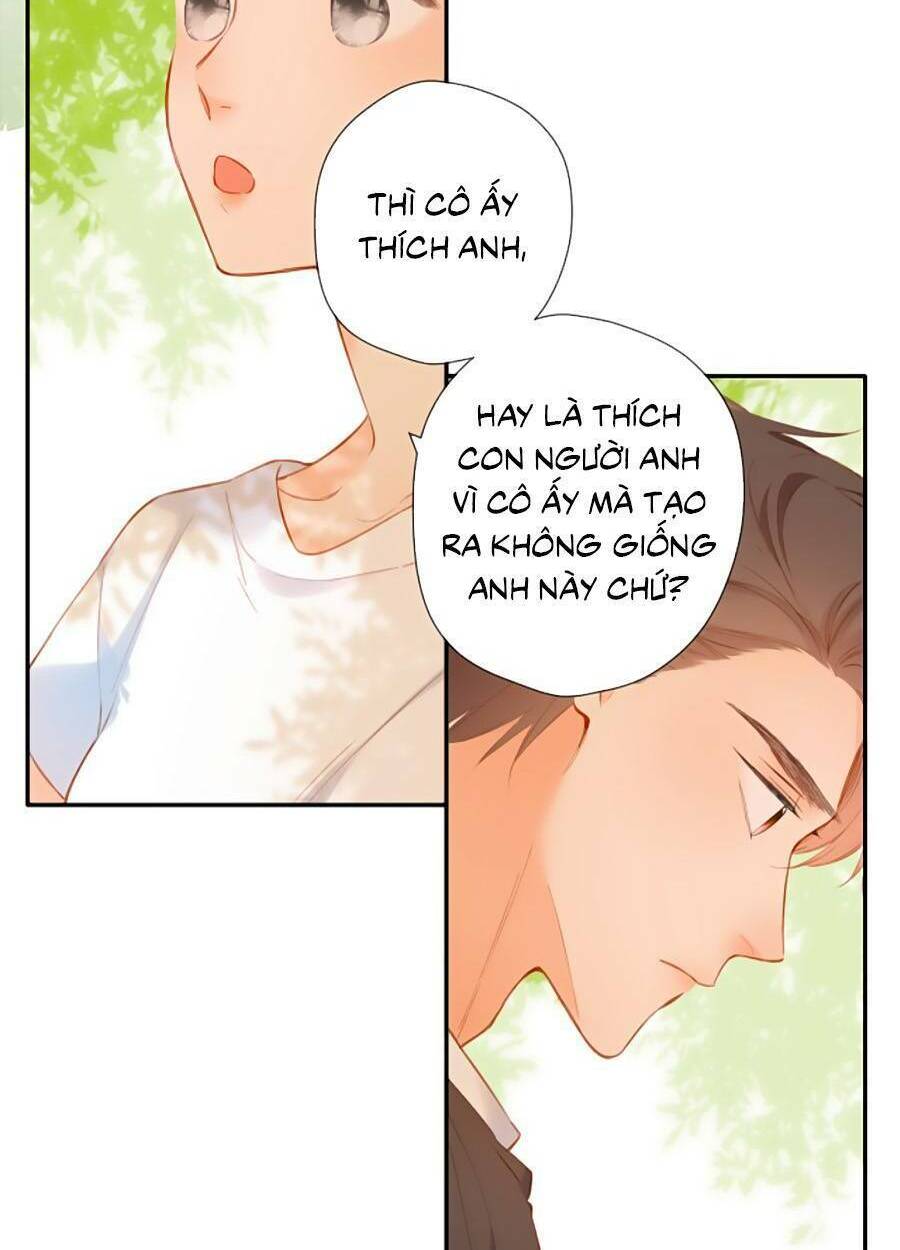 THÌ CÔ ẤY
THÍCH ANH,
HAY LÀ THÍCH
CON NGƯỜI ANH
VÌ CÔ ẤY MÀ TẠO
RA KHÔNG GIỐNG
ANH NÀY CHỨ?